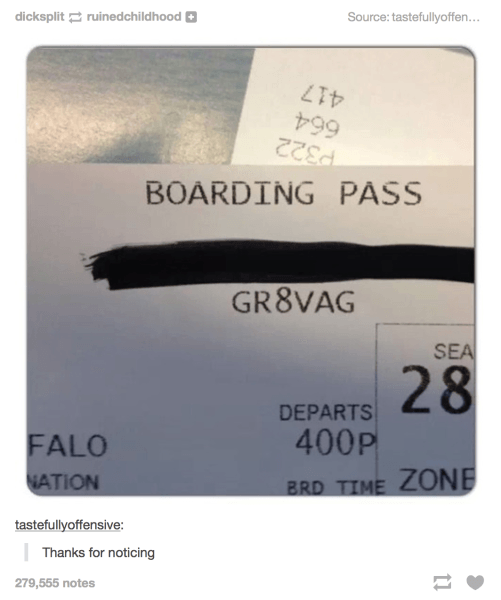 dicksplit ruinedchildhood
Source: tastefullyoffen...
417
664
P322
BOARDING PASS
GR8VAG
SEA
28
DEPARTS
FALO
400P
NATION
BRD TIME ZONE
tastefullyoffensive:
Thanks for noticing
279,555 notes